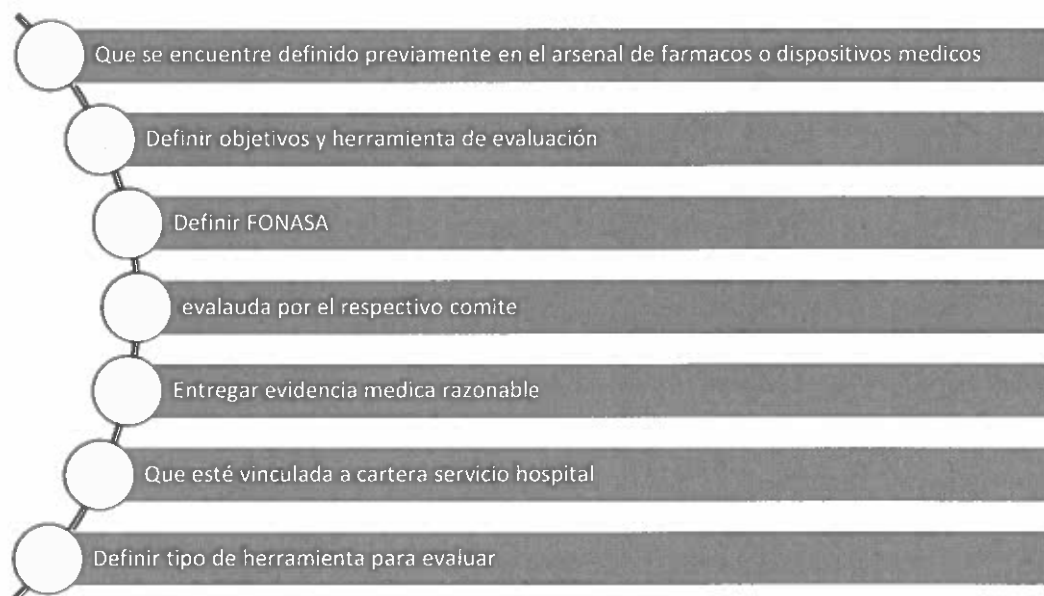 Que se encuentre definido previamente en el arsenal de farmacos o dispositivos medicos
Definir objetivos y herramienta de evaluación
Definir FONASA
evalauda por el respectivo comite
Entregar evidencia medica razonable
Que esté vinculada a cartera servicio hospital
Definir tipo de herramienta para evaluar